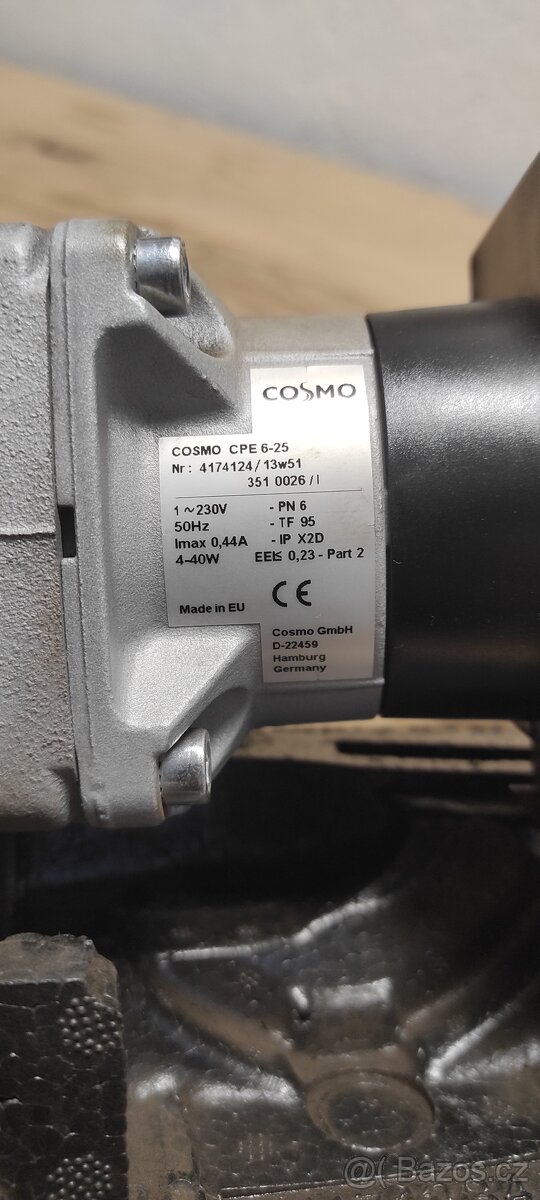 COSMO
COSMO CPE 6-25
Nr: 4174124/13w51
351 0026/I
1~230V - PN 6
50Hz - TF 95
Imax 0,44A - IP X2D
4-40W EEI≤ 0,23 - Part 2
Made in EU CE
Cosmo GmbH
D-22459
Hamburg
Germany
Bazos.cz